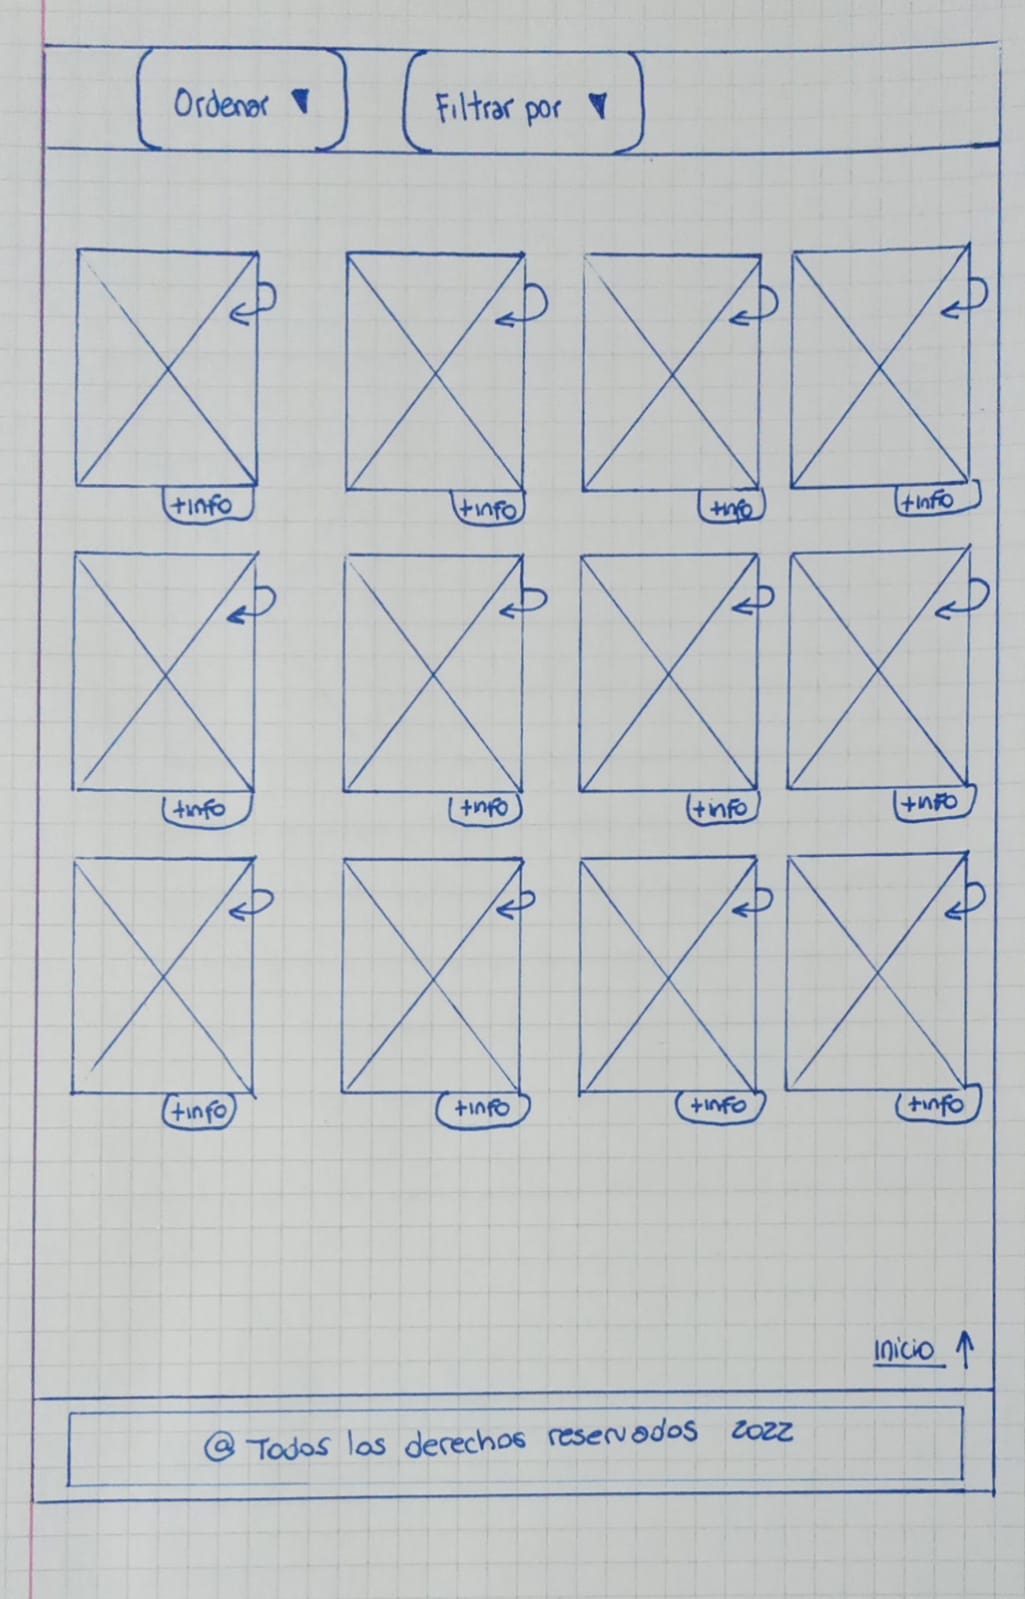 Ordenar ▼
Filtrar por ▼
+info
+info
+info
+info
+info
+info
+info
+info
+info
+info
+info
+info
Inicio ↑
@ Todos los derechos reservados 2022